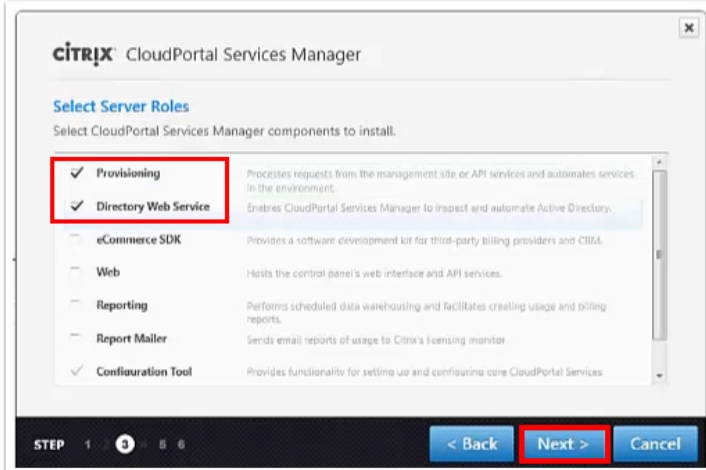 CİTRIX CloudPortal Services Manager
Select Server Roles
Select CloudPortal Services Manager components to install.
Provisioning Processes requests from the management site or API services and automates services
in the environment.
Directory Web Service Enables CloudPortal Services Manager to inspect and automate Active Directory.
eCommerce SDK Provides a software development kit for third-party billing providers and CRM.
Web Hosts the control panel's web interface and API services.
Reporting Performs scheduled data warehousing and facilitates creating usage and billing
reports.
Report Mailer Sends email reports of usage to Citrix's licensing monitor
Configuration Tool Provides functionality for setting up and configuring core CloudPortal Services
STEP 1 2 3 4 5 6
< Back Next > Cancel